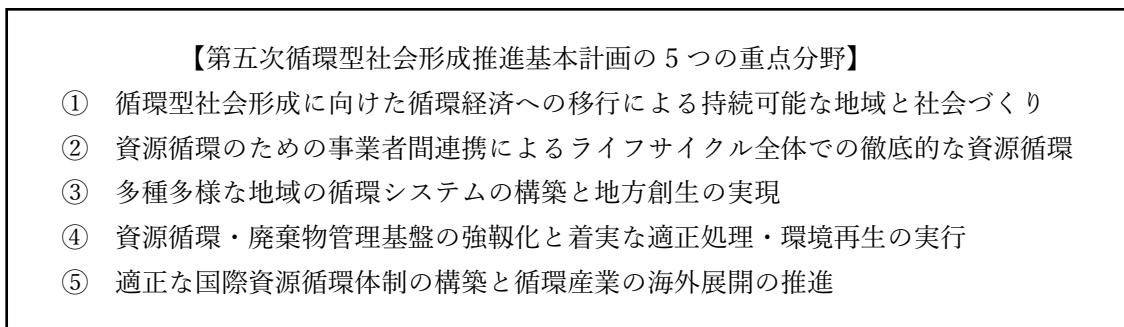 【第五次循環型社会形成推進基本計画の 5 つの重点分野】
① 循環型社会形成に向けた循環経済への移行による持続可能な地域と社会づくり
② 資源循環のための事業者間連携によるライフサイクル全体での徹底的な資源循環
③ 多種多様な地域の循環システムの構築と地方創生の実現
④ 資源循環・廃棄物管理基盤の強靱化と着実な適正処理・環境再生の実行
⑤ 適正な国際資源循環体制の構築と循環産業の海外展開の推進